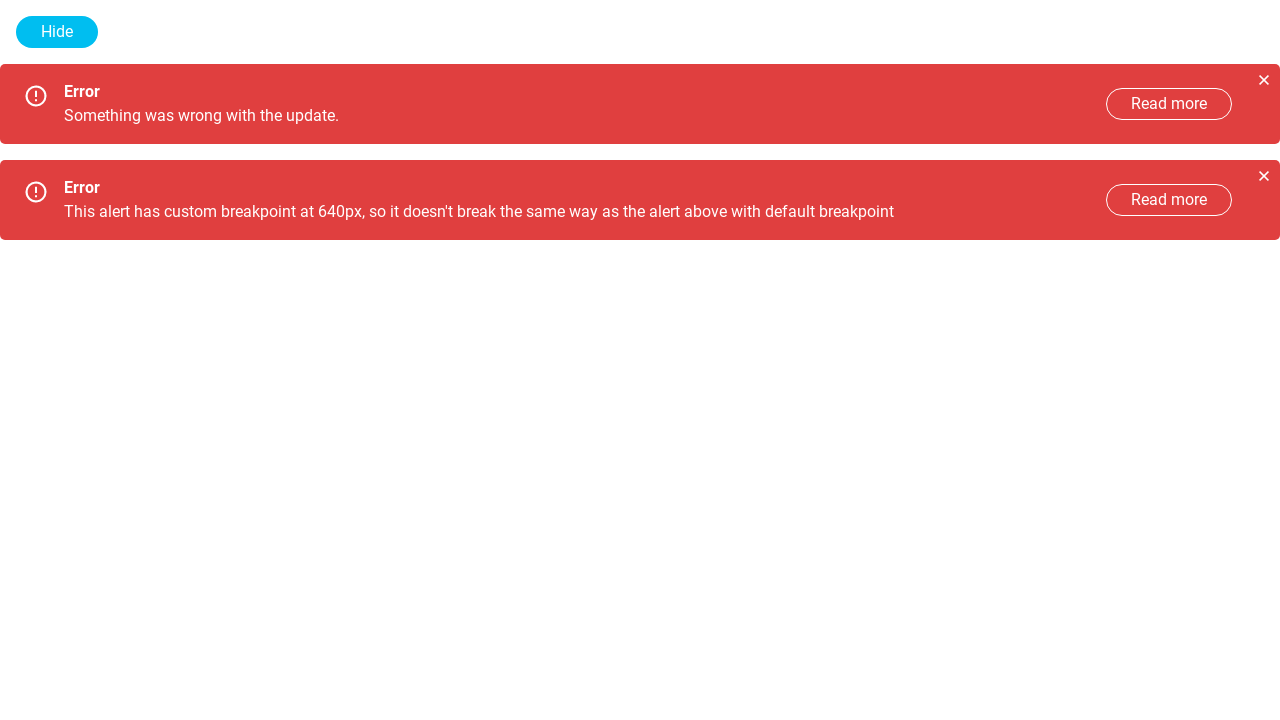 Hide
Error
Something was wrong with the update.
Read more
Error
This alert has custom breakpoint at 640px, so it doesn't break the same way as the alert above with default breakpoint
Read more